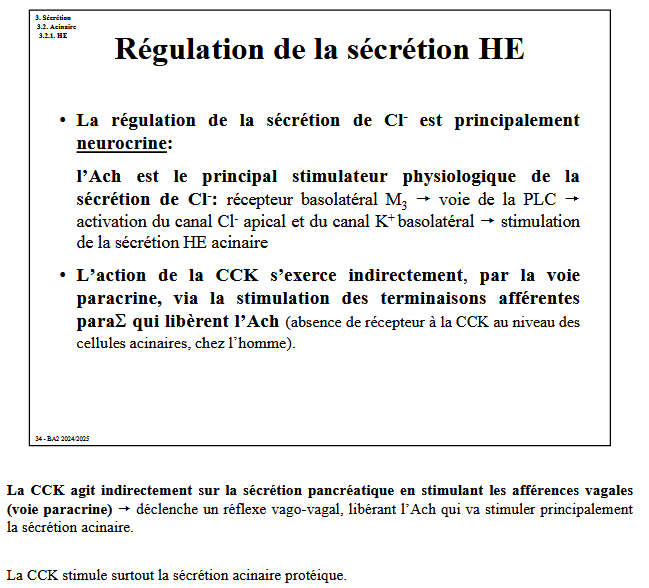 3. Sécrétion
3.2. Acinaire
3.2.1. HE
Régulation de la sécrétion HE
• La régulation de la sécrétion de Cl⁻ est principalement
neurocrine:
l’Ach est le principal stimulateur physiologique de la
sécrétion de Cl⁻: récepteur basolatéral M₃ → voie de la PLC →
activation du canal Cl⁻ apical et du canal K⁺ basolatéral → stimulation
de la sécrétion HE acinaire
• L’action de la CCK s’exerce indirectement, par la voie
paracrine, via la stimulation des terminaisons afférentes
paraΣ qui libèrent l’Ach (absence de récepteur à la CCK au niveau des
cellules acinaires, chez l’homme).
34 - BA2 2024/2025
La CCK agit indirectement sur la sécrétion pancréatique en stimulant les afférences vagales
(voie paracrine) → déclenche un réflexe vago-vagal, libérant l’Ach qui va stimuler principalement
la sécrétion acinaire.
La CCK stimule surtout la sécrétion acinaire protéique.